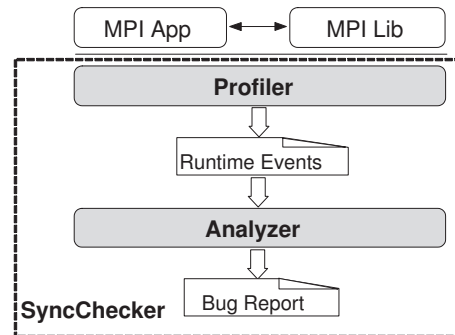 MPI App
MPI Lib
Profiler
Runtime Events
Analyzer
Bug Report
SyncChecker